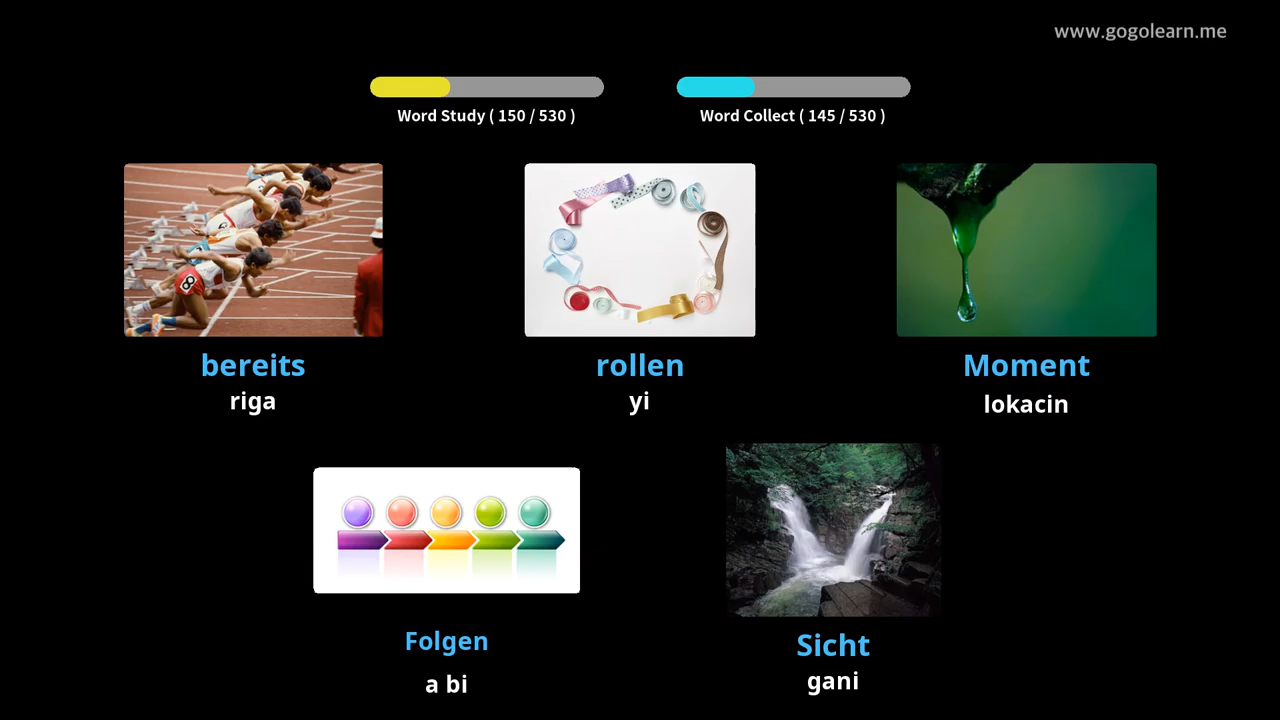 www.gogolearn.me
Word Study ( 150 / 530 )
Word Collect ( 145 / 530 )
bereits
riga
rollen
yi
Moment
lokacin
8
Folgen
a bi
Sicht
gani